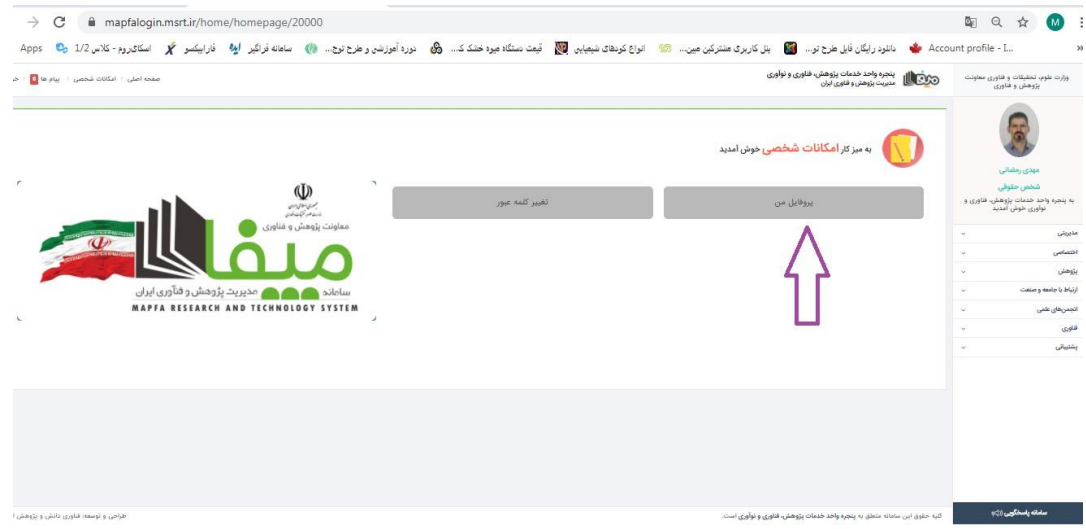 mapfalogin.msrt.ir/home/homepage/20000
M
Apps
اسکای‌روم - کلاس 1/2
فارابیکسو
سامانه فراگیر آیفا
دوره آموزشی و طرح توج...
قیمت دستگاه میوه خشک ک...
انواع کودهای شیمیایی
پنل کاربری مشترکین مبین...
دانلود رایگان فایل طرح تو...
Account profile - I...
صفحه اصلی
امکانات شخصی
پیام ها
پنجره واحد خدمات پژوهش، فناوری و نوآوری
مدیریت پژوهش و فناوری ایران
وزارت علوم، تحقیقات و فناوری معاونت
پژوهش و فناوری
به میز کار امکانات شخصی خوش آمدید
پروفایل من
تغییر کلمه عبور
معاونت پژوهش و فناوری
میفا
سامانه مدیریت پژوهش و فنّآوری ایران
MAPFA RESEARCH AND TECHNOLOGY SYSTEM
مهدی رمضانی
شخص حقوقی
به پنجره واحد خدمات پژوهش، فناوری و
نوآوری خوش آمدید
مدیریتی
اختصاصی
پژوهش
ارتباط با جامعه و صنعت
انجمن‌های علمی
فناوری
پشتیبانی
سامانه پاسخگویی
کلیه حقوق این سامانه متعلق به پنجره واحد خدمات پژوهش، فناوری و نوآوری است.
طراحی و توسعه: فناوری دانش و پژوهش